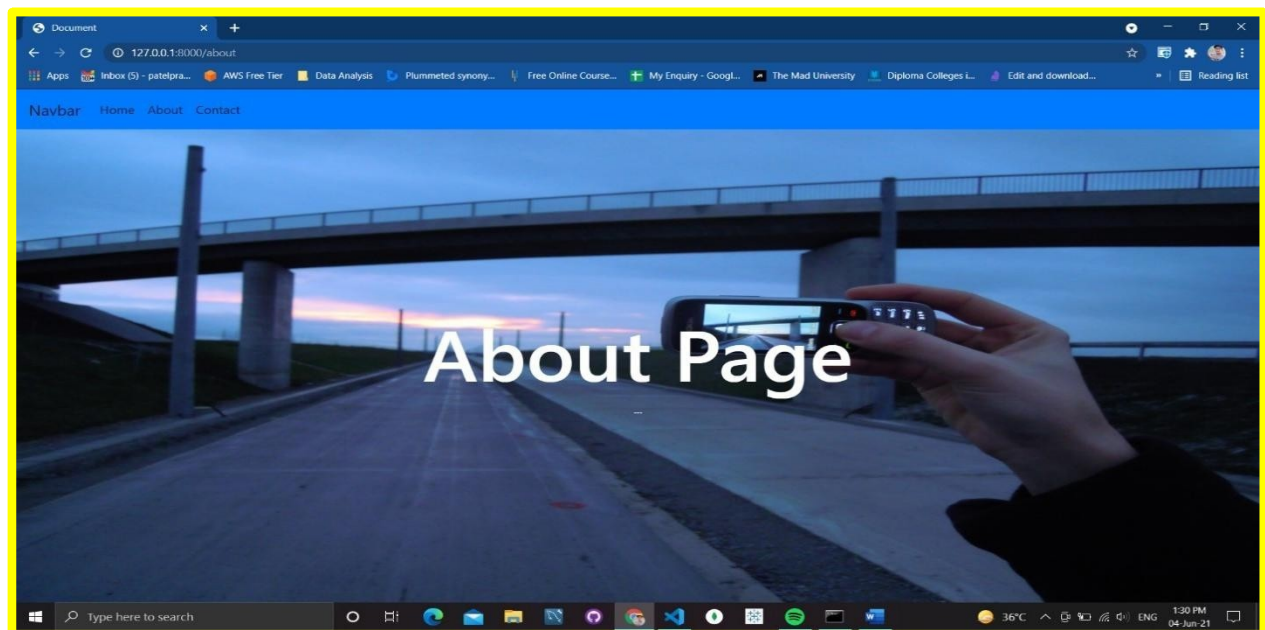 Document
127.0.0.1:8000/about
Apps Inbox (5) - patelpra... AWS Free Tier Data Analysis Plummeted synony... Free Online Course... My Enquiry - Googl... The Mad University Diploma Colleges i... Edit and download... » Reading list
Navbar Home About Contact
About Page
...
Type here to search 36°C ENG 1:30 PM
04-Jun-21